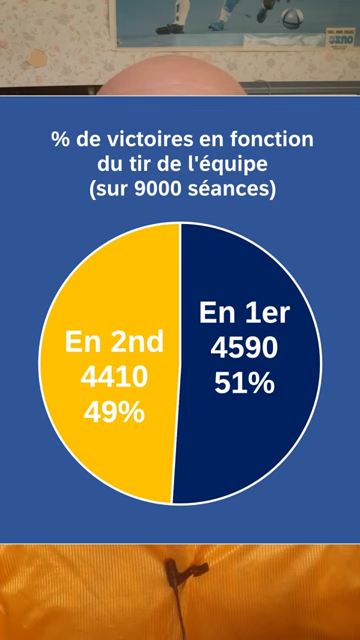 % de victoires en fonction
du tir de l'équipe
(sur 9000 séances)
En 1er
4590
51%
En 2nd
4410
49%